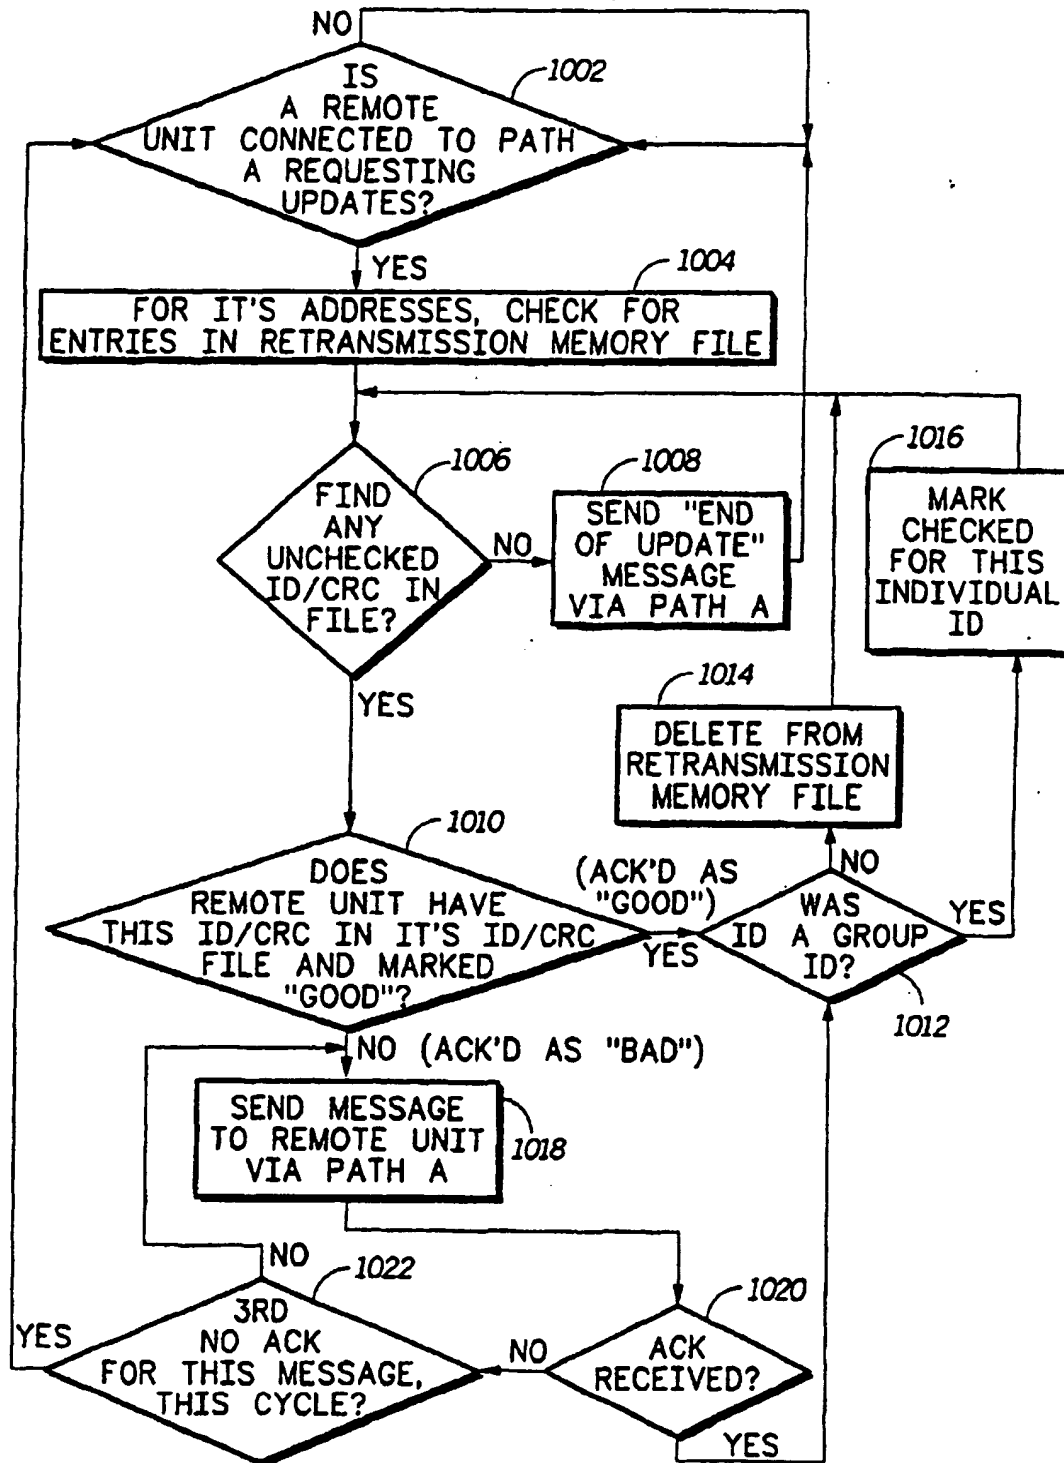 NO
1002
IS
A REMOTE
UNIT CONNECTED TO PATH
A REQUESTING
UPDATES?
YES
1004
FOR IT'S ADDRESSES, CHECK FOR
ENTRIES IN RETRANSMISSION MEMORY FILE
1006
FIND
ANY
UNCHECKED
ID/CRC IN
FILE?
NO
1008
SEND "END
OF UPDATE"
MESSAGE
VIA PATH A
1016
MARK
CHECKED
FOR THIS
INDIVIDUAL
ID
YES
1014
DELETE FROM
RETRANSMISSION
MEMORY FILE
1010
DOES
REMOTE UNIT HAVE
THIS ID/CRC IN IT'S ID/CRC
FILE AND MARKED
"GOOD"?
(ACK'D AS
"GOOD")
YES
NO
WAS
ID A GROUP
ID?
YES
1012
NO (ACK'D AS "BAD")
SEND MESSAGE
TO REMOTE UNIT
VIA PATH A
1018
NO
1022
3RD
NO ACK
FOR THIS MESSAGE,
THIS CYCLE?
YES
NO
1020
ACK
RECEIVED?
YES